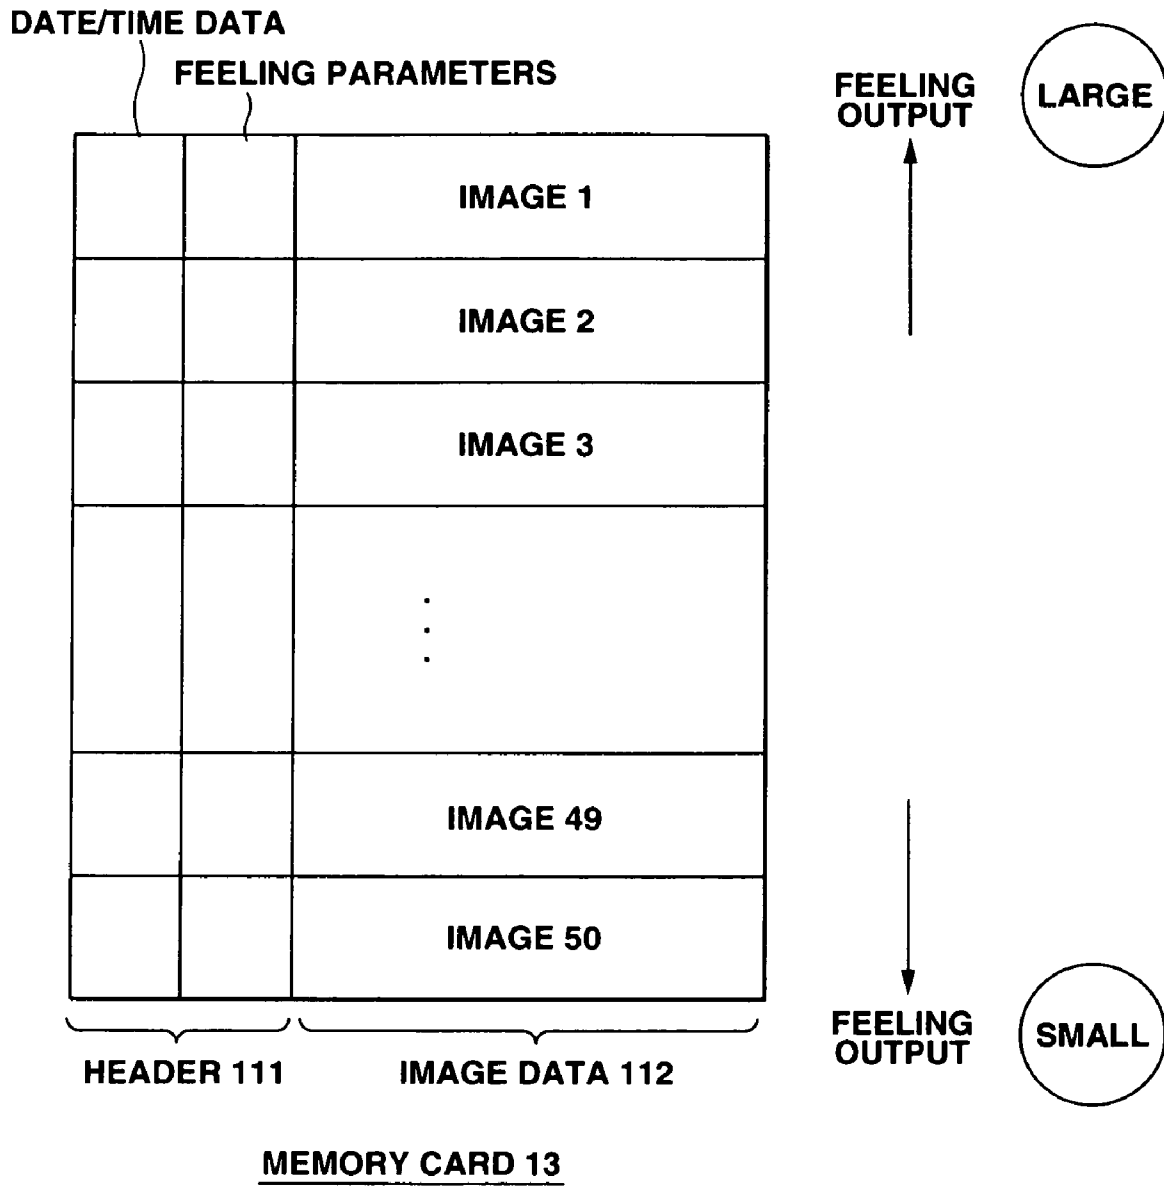 DATE/TIME DATA
FEELING PARAMETERS
FEELING
OUTPUT
LARGE
IMAGE 1
IMAGE 2
IMAGE 3
IMAGE 49
IMAGE 50
FEELING
OUTPUT
SMALL
HEADER 111
IMAGE DATA 112
MEMORY CARD 13